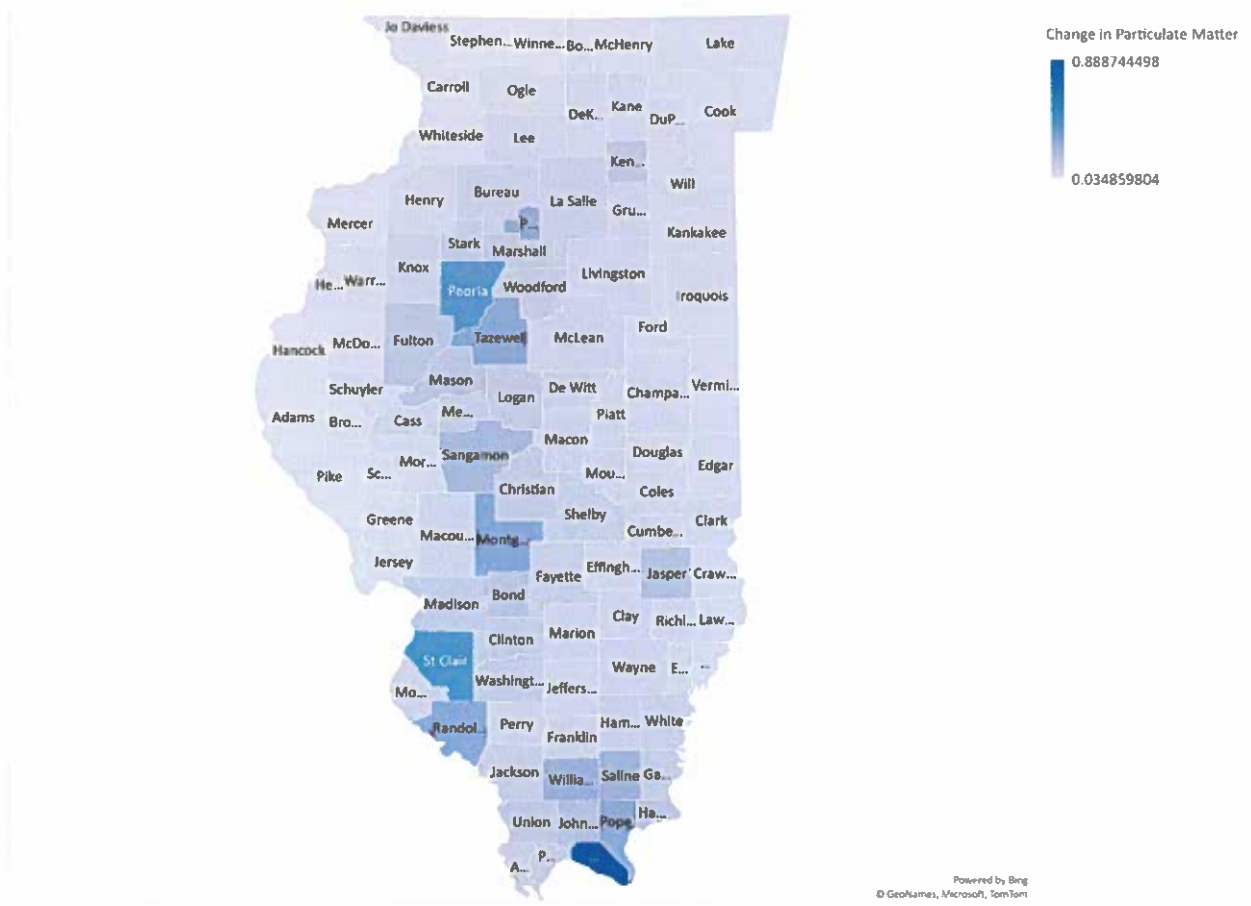 Jo Daviess
Stephen... Winne... Bo... McHenry Lake
Change in Particulate Matter
0.888744498
0.034859804
Carroll Ogle
DeK... Kane DuP... Cook
Whiteside Lee
Ken...
Will
Henry Bureau La Salle Gru...
Mercer P...
Kankakee
Stark Marshall
Knox Livingston
He... Warr... Peoria Woodford Iroquois
Ford
Hancock McDo... Fulton Tazewell McLean
Schuyler Mason De Witt Champa... Vermi...
Logan
Adams Bro... Cass Me... Piatt
Macon
Pike Sc... Mor... Sangamon Mou... Douglas Edgar
Christian Coles
Greene Macou... Montg... Shelby Cumbe... Clark
Jersey Fayette Effingh... Jasper Craw...
Madison Bond
Clay Richl... Law...
Clinton Marion
St Clair Wayne E... ...
Mo... Washingt... Jeffers...
Randol... Perry Franklin Ham... White
Jackson Willia... Saline Ga...
Union John... Pope Ha...
A... P... ...
Powered by Bing
© GeoNames, Microsoft, TomTom